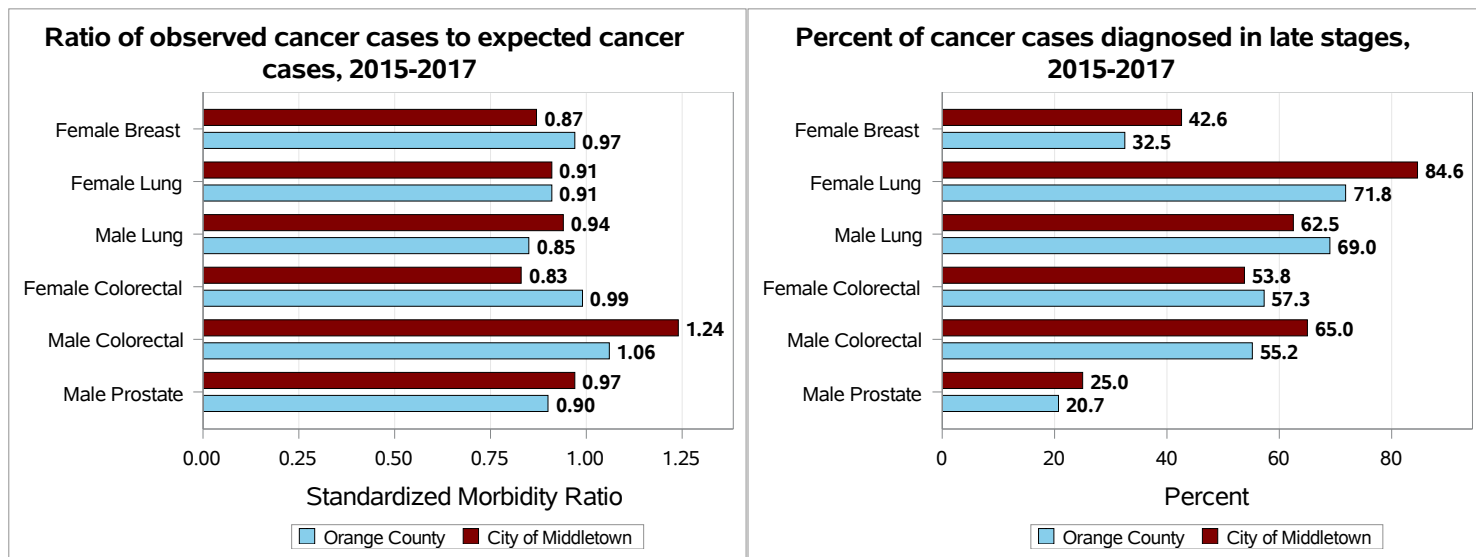 Ratio of observed cancer cases to expected cancer
cases, 2015-2017
Female Breast
0.87
0.97
Female Lung
0.91
0.91
Male Lung
0.94
0.85
Female Colorectal
0.83
0.99
Male Colorectal
1.24
1.06
Male Prostate
0.97
0.90
0.00 0.25 0.50 0.75 1.00 1.25
Standardized Morbidity Ratio
Orange County City of Middletown
Percent of cancer cases diagnosed in late stages,
2015-2017
Female Breast
42.6
32.5
Female Lung
84.6
71.8
Male Lung
62.5
69.0
Female Colorectal
53.8
57.3
Male Colorectal
65.0
55.2
Male Prostate
25.0
20.7
0 20 40 60 80
Percent
Orange County City of Middletown